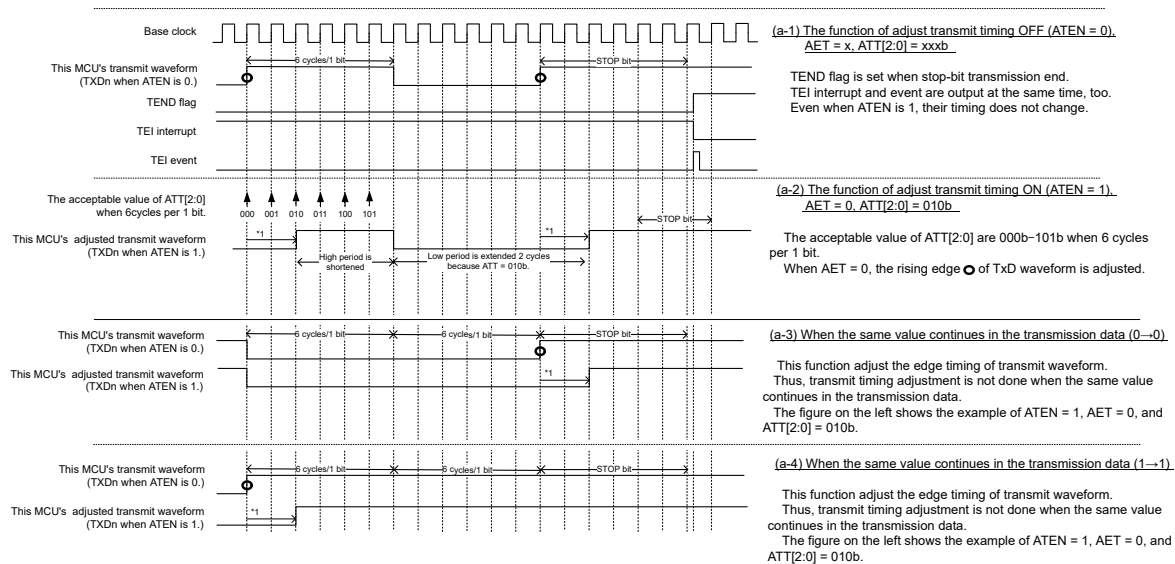 Base clock
(a-1) The function of adjust transmit timing OFF (ATEN = 0),
AET = x, ATT[2:0] = xxxb
6 cycles/1 bit
STOP bit
This MCU's transmit waveform
(TXDn when ATEN is 0.)
TEND flag
TEI interrupt
TEI event
TEND flag is set when stop-bit transmission end.
TEI interrupt and event are output at the same time, too.
Even when ATEN is 1, their timing does not change.
The acceptable value of ATT[2:0]
when 6cycles per 1 bit.
000 001 010 011 100 101
This MCU's adjusted transmit waveform
(TXDn when ATEN is 1.)
*1
High period is
shortened
Low period is extended 2 cycles
because ATT = 010b.
*1
STOP bit
(a-2) The function of adjust transmit timing ON (ATEN = 1),
AET = 0, ATT[2:0] = 010b
The acceptable value of ATT[2:0] are 000b−101b when 6 cycles
per 1 bit.
When AET = 0, the rising edge of TxD waveform is adjusted.
This MCU's transmit waveform
(TXDn when ATEN is 0.)
6 cycles/1 bit
6 cycles/1 bit
STOP bit
This MCU's adjusted transmit waveform
(TXDn when ATEN is 1.)
*1
(a-3) When the same value continues in the transmission data (0→0)
This function adjust the edge timing of transmit waveform.
Thus, transmit timing adjustment is not done when the same value
continues in the transmission data.
The figure on the left shows the example of ATEN = 1, AET = 0, and
ATT[2:0] = 010b.
This MCU's transmit waveform
(TXDn when ATEN is 0.)
6 cycles/1 bit
6 cycles/1 bit
STOP bit
This MCU's adjusted transmit waveform
(TXDn when ATEN is 1.)
*1
(a-4) When the same value continues in the transmission data (1→1)
This function adjust the edge timing of transmit waveform.
Thus, transmit timing adjustment is not done when the same value
continues in the transmission data.
The figure on the left shows the example of ATEN = 1, AET = 0, and
ATT[2:0] = 010b.